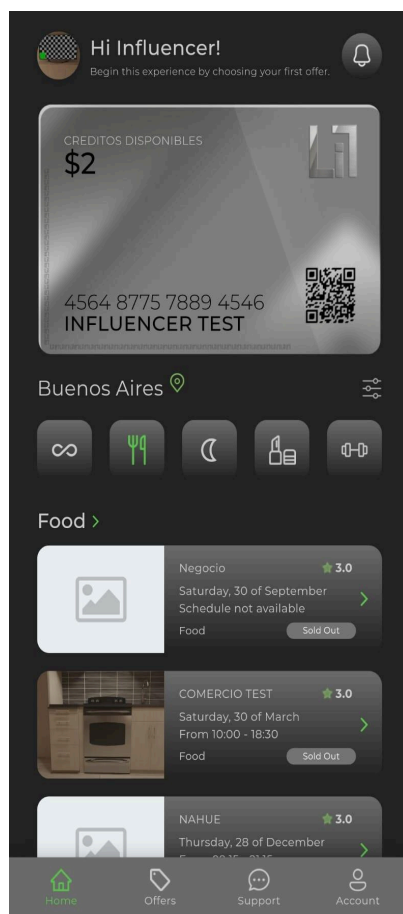 Hi Influencer!
Begin this experience by choosing your first offer.
CREDITOS DISPONIBLES
$2
4564 8775 7889 4546
INFLUENCER TEST
Buenos Aires
Food >
Negocio
3.0
Saturday, 30 of September
Schedule not available
Food
Sold Out
COMERCIO TEST
3.0
Saturday, 30 of March
From 10:00 - 18:30
Food
Sold Out
NAHUE
3.0
Thursday, 28 of December
Home
Offers
Support
Account